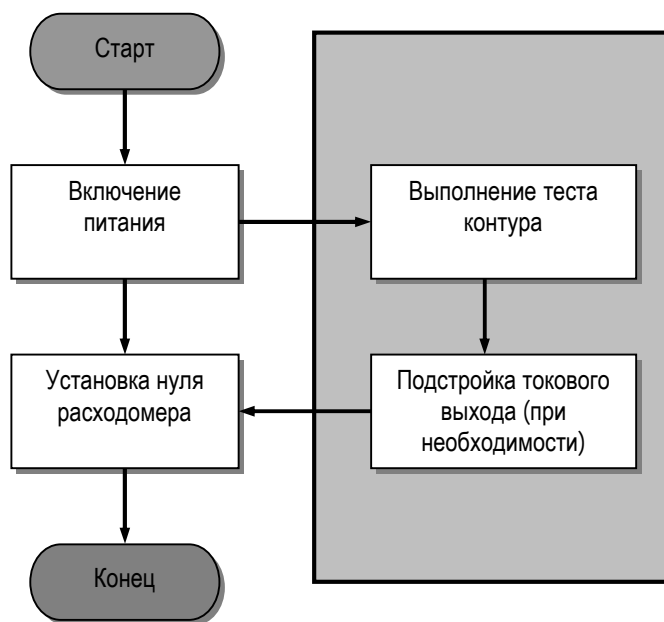 Старт
Включение
питания
Выполнение теста
контура
Установка нуля
расходомера
Подстройка токового
выхода (при
необходимости)
Конец